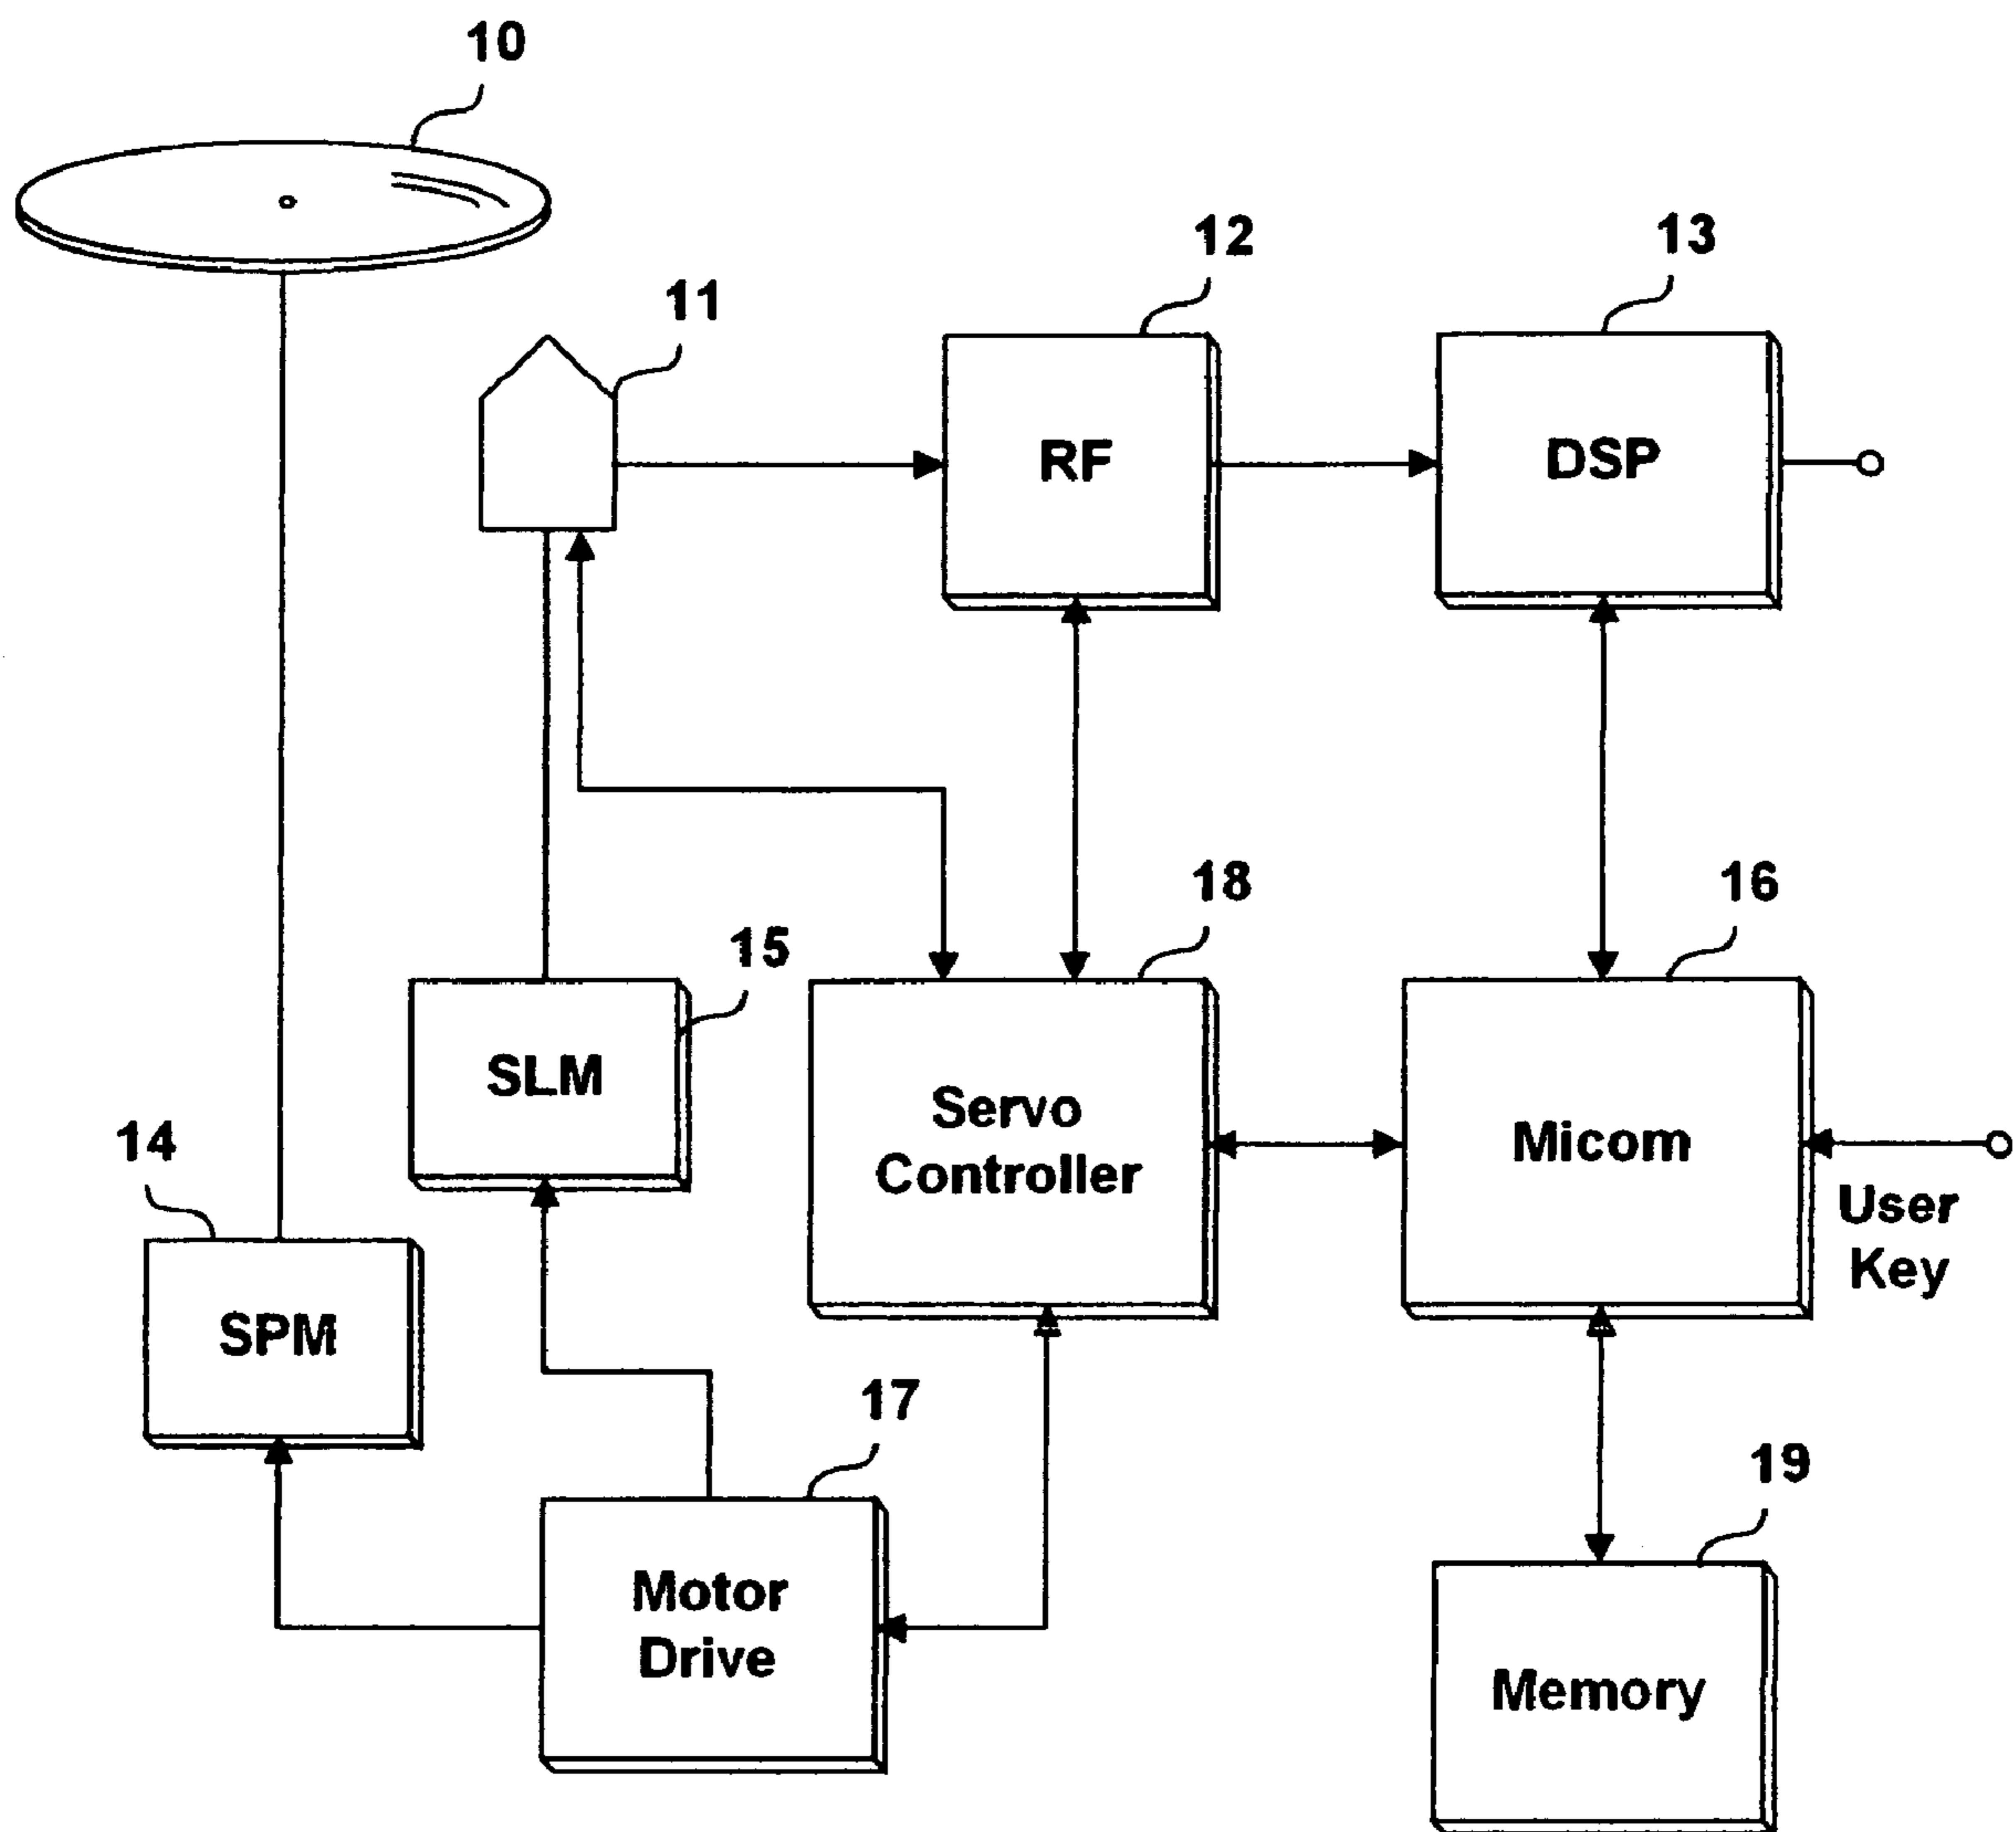 10
12
13
11
RF
DSP
18
16
15
SLM
Servo
Controller
Micom
14
User
Key
SPM
17
19
Motor
Drive
Memory